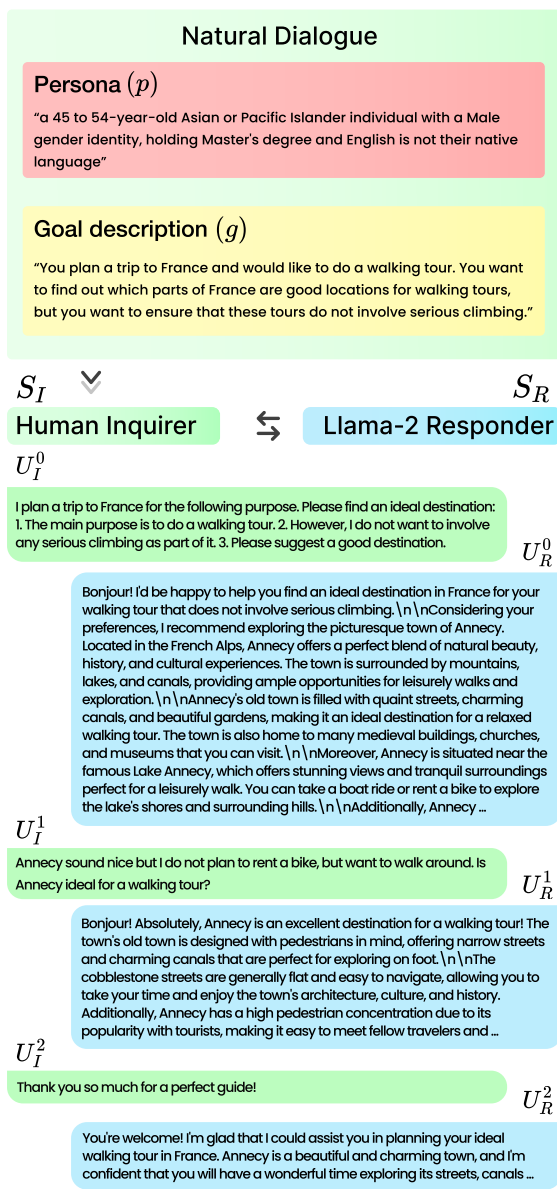 Natural Dialogue
Persona (p)
“a 45 to 54-year-old Asian or Pacific Islander individual with a Male
gender identity, holding Master's degree and English is not their native
language”
Goal description (g)
“You plan a trip to France and would like to do a walking tour. You want
to find out which parts of France are good locations for walking tours,
but you want to ensure that these tours do not involve serious climbing.”
S_I
S_R
Human Inquirer
Llama-2 Responder
U_I^0
I plan a trip to France for the following purpose. Please find an ideal destination:
1. The main purpose is to do a walking tour. 2. However, I do not want to involve
any serious climbing as part of it. 3. Please suggest a good destination.
U_R^0
Bonjour! I'd be happy to help you find an ideal destination in France for your
walking tour that does not involve serious climbing.\n\nConsidering your
preferences, I recommend exploring the picturesque town of Annecy.
Located in the French Alps, Annecy offers a perfect blend of natural beauty,
history, and cultural experiences. The town is surrounded by mountains,
lakes, and canals, providing ample opportunities for leisurely walks and
exploration.\n\nAnnecy's old town is filled with quaint streets, charming
canals, and beautiful gardens, making it an ideal destination for a relaxed
walking tour. The town is also home to many medieval buildings, churches,
and museums that you can visit.\n\nMoreover, Annecy is situated near the
famous Lake Annecy, which offers stunning views and tranquil surroundings
perfect for a leisurely walk. You can take a boat ride or rent a bike to explore
the lake's shores and surrounding hills.\n\nAdditionally, Annecy ...
U_I^1
Annecy sound nice but I do not plan to rent a bike, but want to walk around. Is
Annecy ideal for a walking tour?
U_R^1
Bonjour! Absolutely, Annecy is an excellent destination for a walking tour! The
town's old town is designed with pedestrians in mind, offering narrow streets
and charming canals that are perfect for exploring on foot.\n\nThe
cobblestone streets are generally flat and easy to navigate, allowing you to
take your time and enjoy the town's architecture, culture, and history.
Additionally, Annecy has a high pedestrian concentration due to its
popularity with tourists, making it easy to meet fellow travelers and ...
U_I^2
Thank you so much for a perfect guide!
U_R^2
You're welcome! I'm glad that I could assist you in planning your ideal
walking tour in France. Annecy is a beautiful and charming town, and I'm
confident that you will have a wonderful time exploring its streets, canals ...